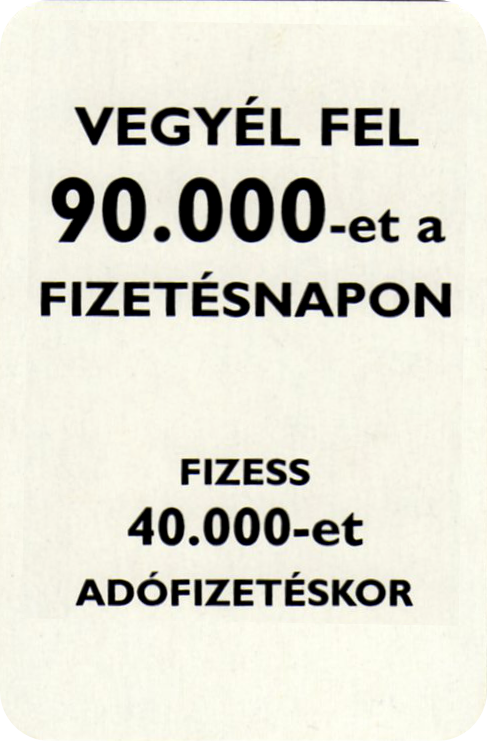 VEGYÉL FEL
90.000-et a
FIZETÉSNAPON
FIZESS
40.000-et
ADÓFIZETÉSKOR